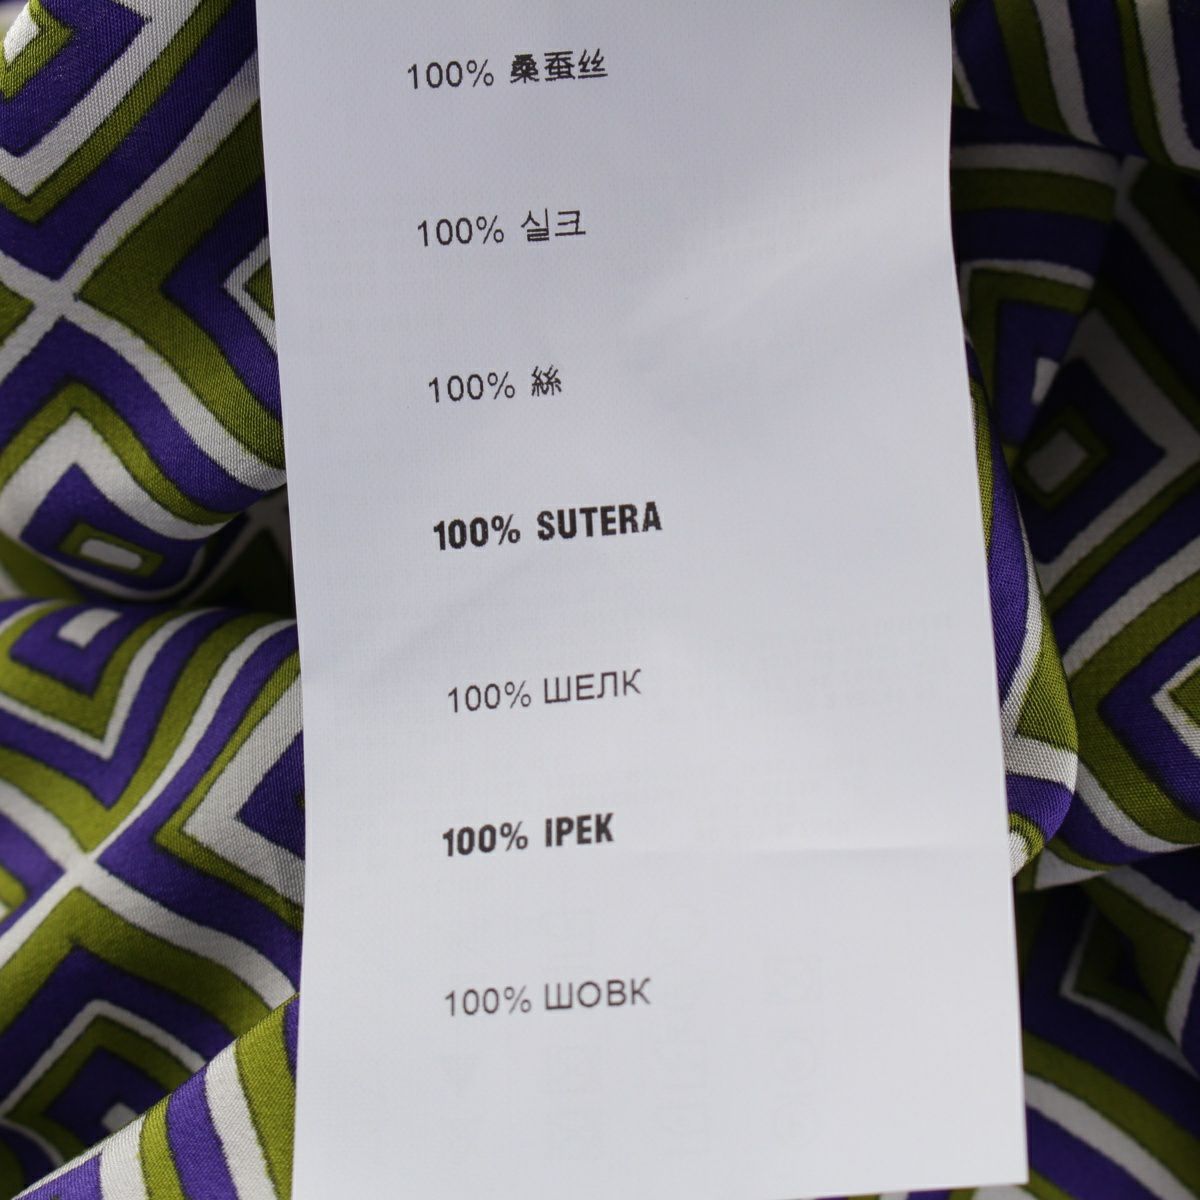 100% 桑蚕丝
100% 실크
100% 絲
100% SUTERA
100% ШЕЛК
100% IPEK
100% ШОВК